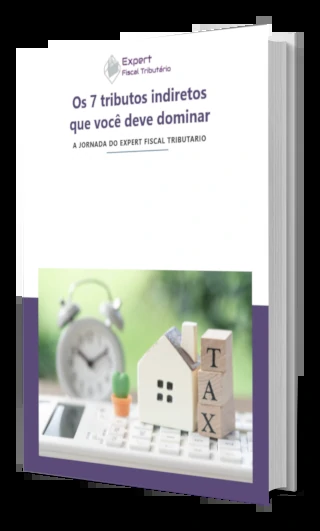 Expert
Fiscal Tributário
Os 7 tributos indiretos
que você deve dominar
A JORNADA DO EXPERT FISCAL TRIBUTARIO
T
A
X